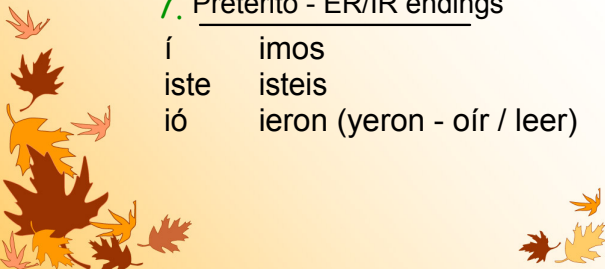 7. Pretérito - ER/IR endings
í imos
iste isteis
ió ieron (yeron - oír / leer)